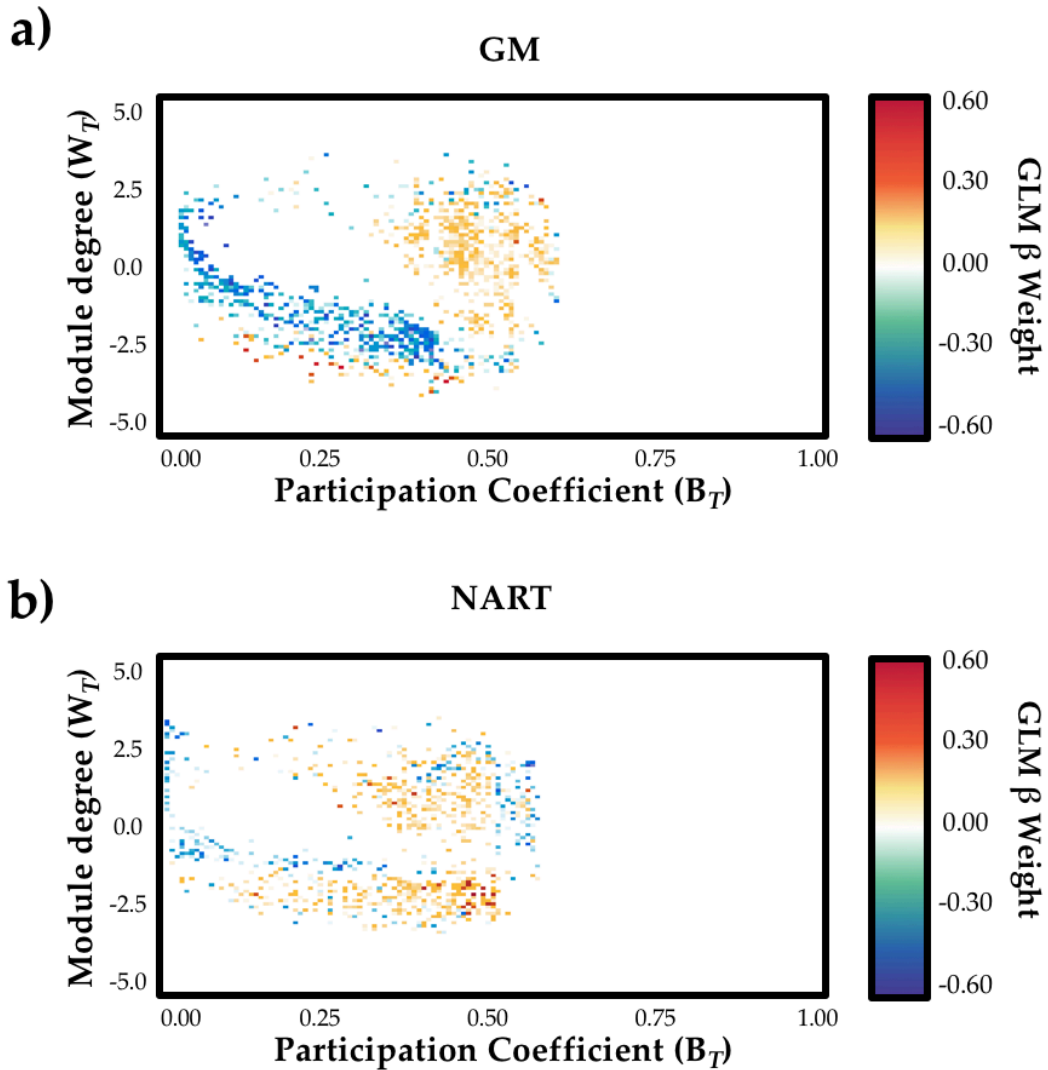 a)
GM
Module degree (W_T)
5.0
2.5
0.0
-2.5
-5.0
0.00 0.25 0.50 0.75 1.00
Participation Coefficient (B_T)
0.60
0.30
0.00
-0.30
-0.60
GLM β Weight
b)
NART
Module degree (W_T)
5.0
2.5
0.0
-2.5
-5.0
0.00 0.25 0.50 0.75 1.00
Participation Coefficient (B_T)
0.60
0.30
0.00
-0.30
-0.60
GLM β Weight